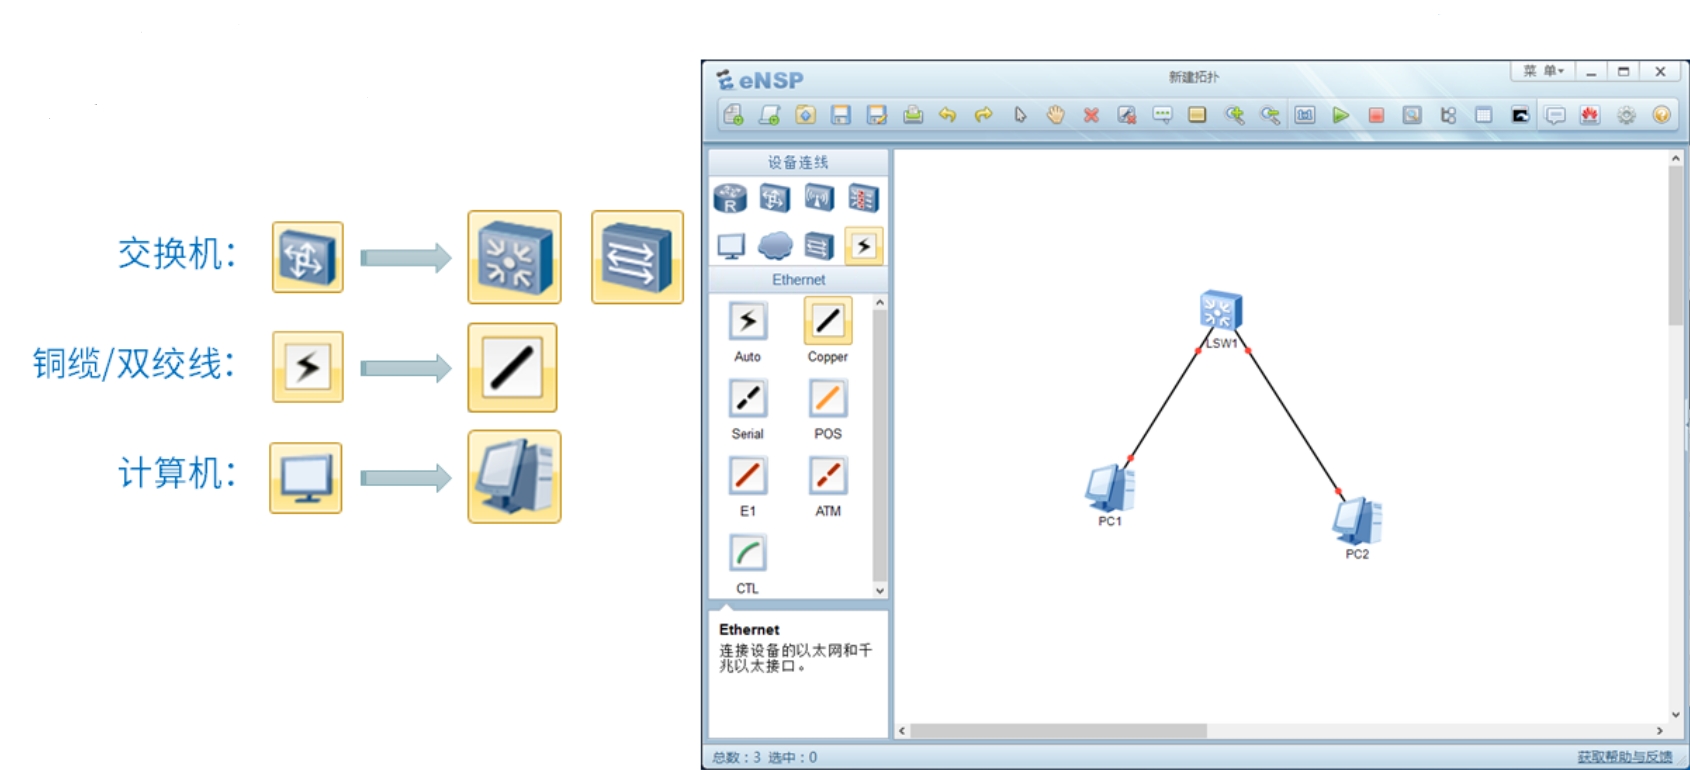 交换机：
铜缆/双绞线：
计算机：
eNSP
新建拓扑
菜 单
设备连线
R
Ethernet
Auto
Copper
Serial
POS
E1
ATM
CTL
Ethernet
连接设备的以太网和千
兆以太接口。
LSW1
PC1
PC2
总数：3 选中：0
获取帮助与反馈